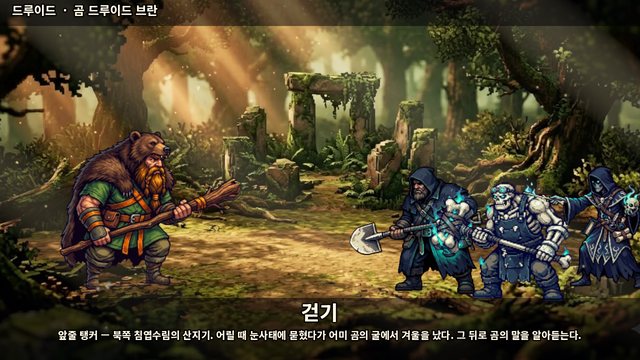 드루이드 · 곰 드루이드 브란
걷기
앞줄 탱커 — 북쪽 침엽수림의 산지기. 어릴 때 눈사태에 묻혔다가 어미 곰의 굴에서 겨울을 났다. 그 뒤로 곰의 말을 알아듣는다.